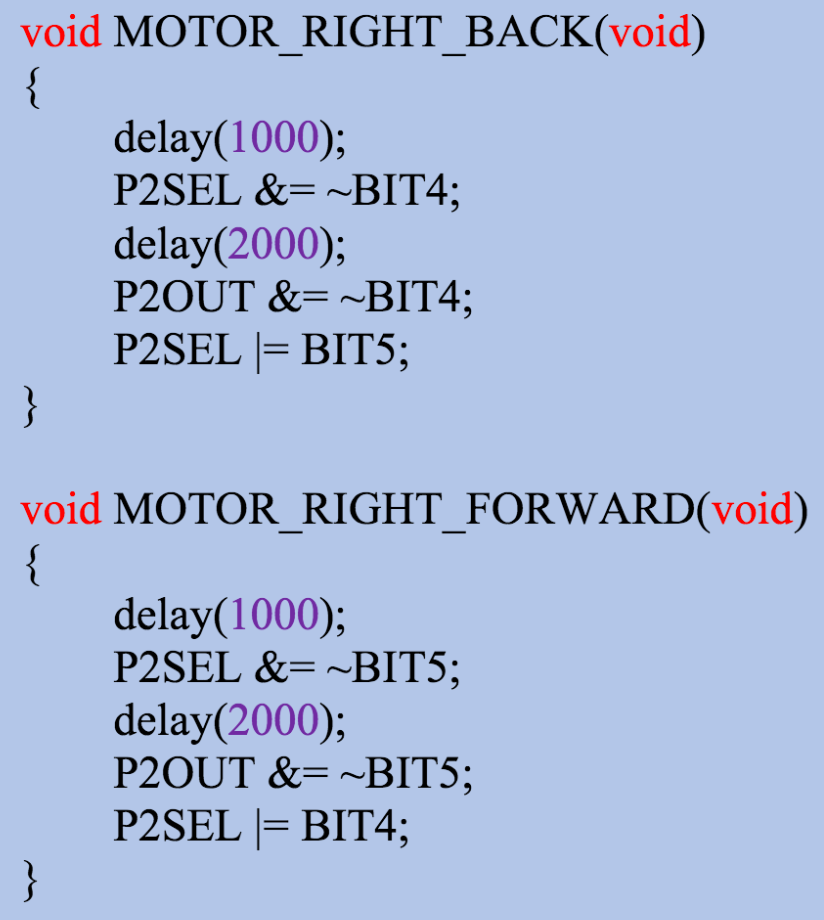 void MOTOR_RIGHT_BACK(void)
{
delay(1000);
P2SEL &= ~BIT4;
delay(2000);
P2OUT &= ~BIT4;
P2SEL |= BIT5;
}
void MOTOR_RIGHT_FORWARD(void)
{
delay(1000);
P2SEL &= ~BIT5;
delay(2000);
P2OUT &= ~BIT5;
P2SEL |= BIT4;
}